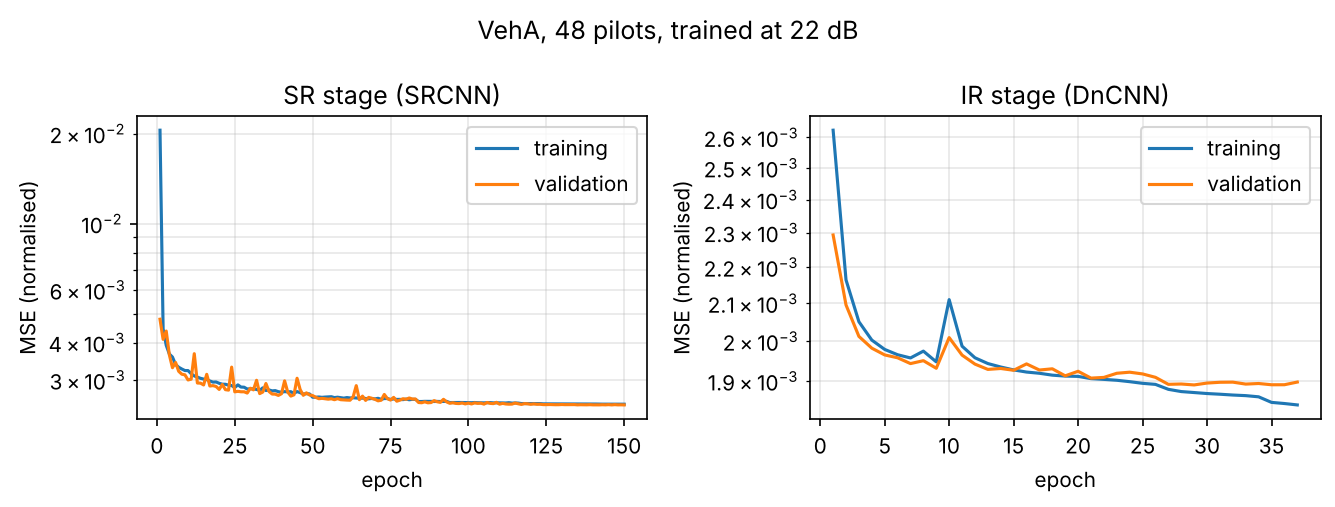 VehA, 48 pilots, trained at 22 dB
SR stage (SRCNN)
MSE (normalised)
2 × 10⁻²
10⁻²
6 × 10⁻³
4 × 10⁻³
3 × 10⁻³
training
validation
0 25 50 75 100 125 150
epoch
IR stage (DnCNN)
MSE (normalised)
2.6 × 10⁻³
2.5 × 10⁻³
2.4 × 10⁻³
2.3 × 10⁻³
2.2 × 10⁻³
2.1 × 10⁻³
2 × 10⁻³
1.9 × 10⁻³
training
validation
0 5 10 15 20 25 30 35
epoch